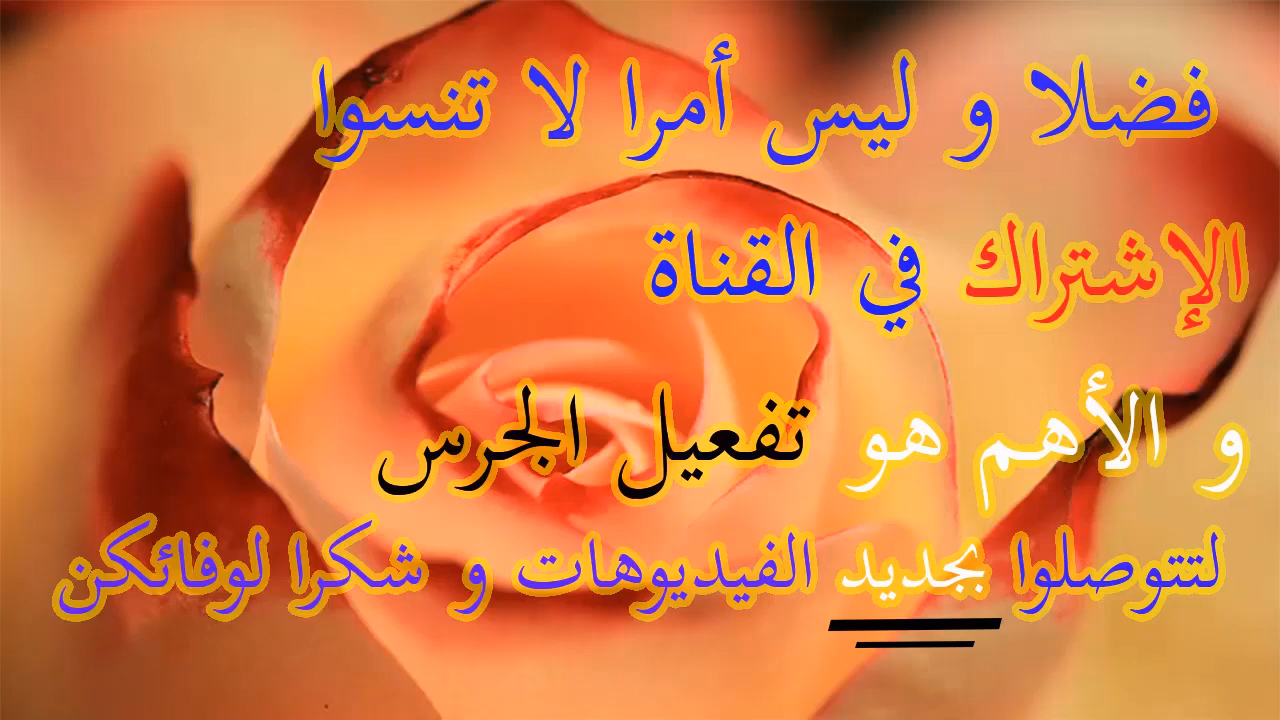 فضلا و ليس أمرا لا تنسوا
الإشتراك في القناة
و الأهم هو تفعيل الجرس
لتتوصلوا بجديد الفيديوهات و شكرا لوفائكن